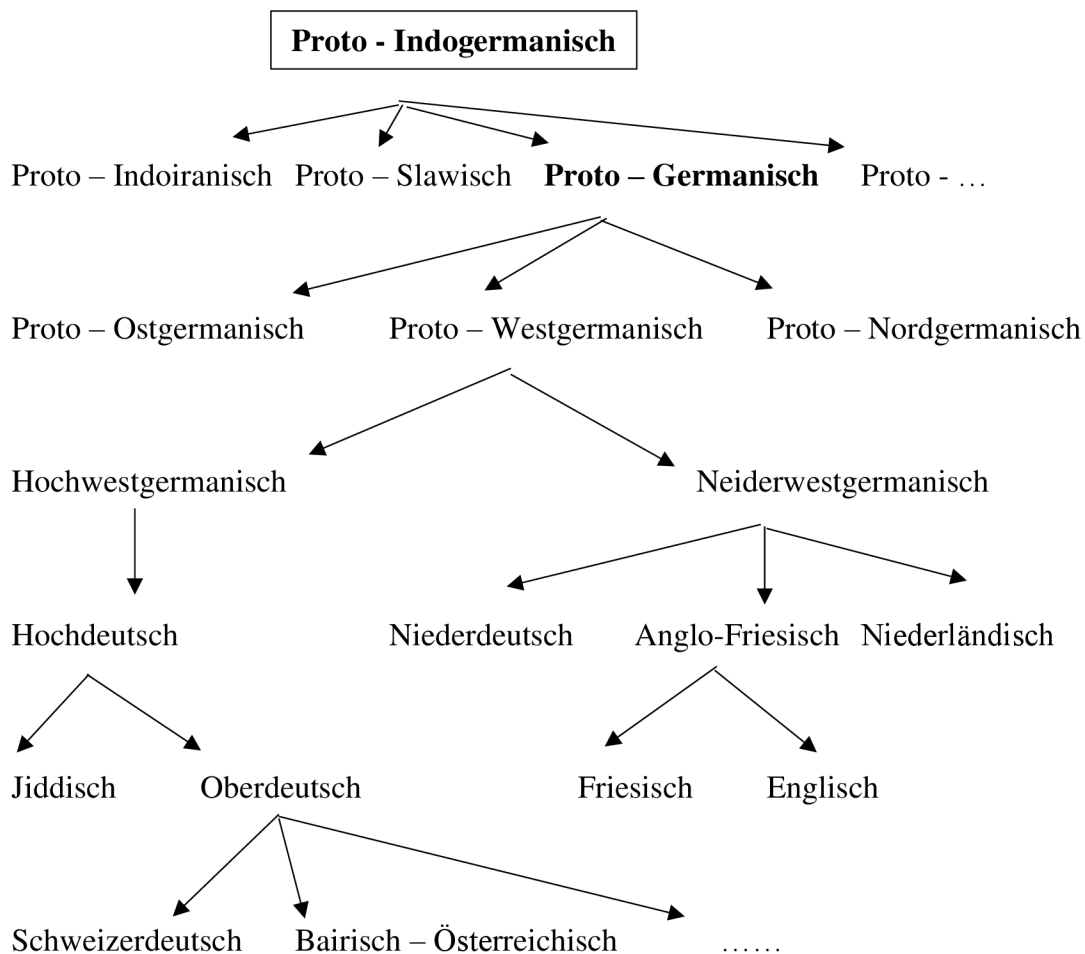 Proto - Indogermanisch
Proto – Indoiranisch Proto – Slawisch Proto – Germanisch Proto - …
Proto – Ostgermanisch Proto – Westgermanisch Proto – Nordgermanisch
Hochwestgermanisch Neiderwestgermanisch
Hochdeutsch Niederdeutsch Anglo-Friesisch Niederländisch
Jiddisch Oberdeutsch Friesisch Englisch
Schweizerdeutsch Bairisch – Österreichisch ……